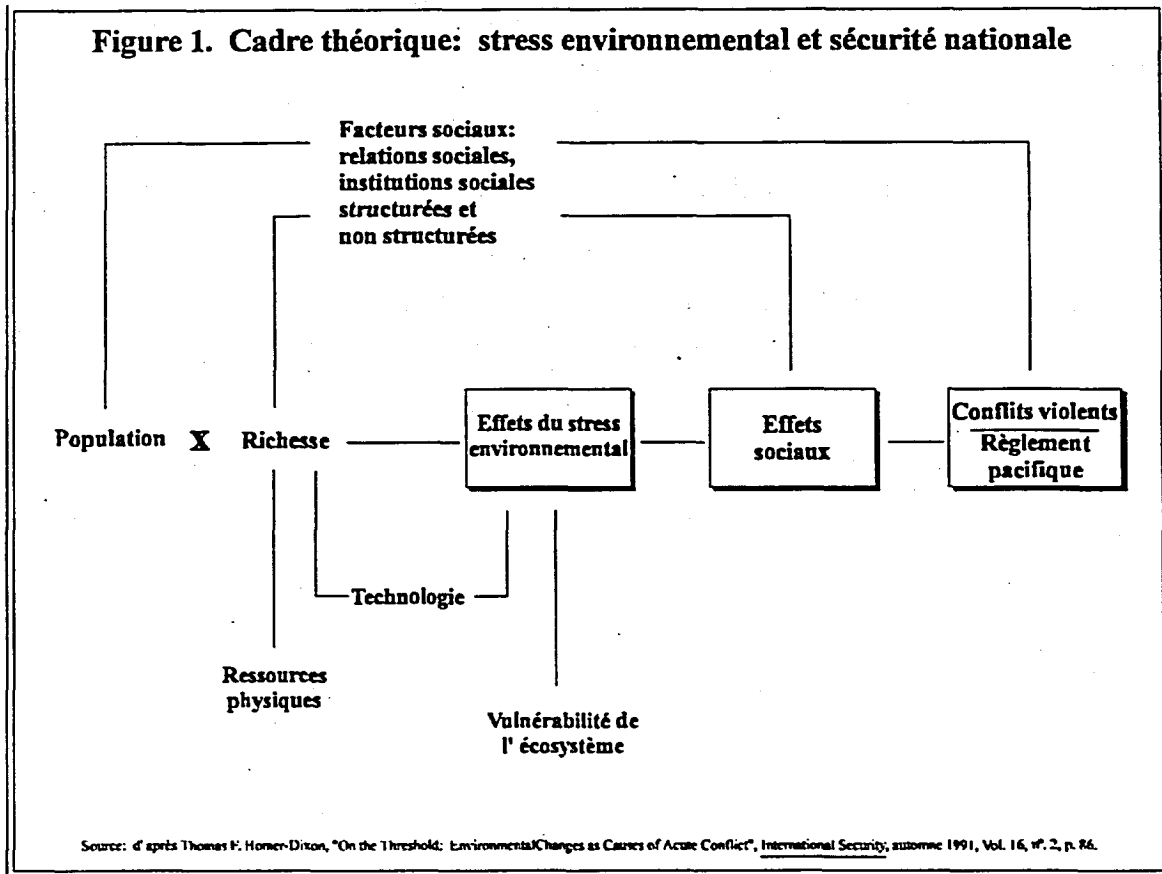 Figure 1. Cadre théorique: stress environnemental et sécurité nationale
Facteurs sociaux:
relations sociales,
institutions sociales
structurées et
non structurées
Population X Richesse
Effets du stress
environnemental
Effets
sociaux
Conflits violents
Règlement
pacifique
Technologie
Ressources
physiques
Vulnérabilité de
l' écosystème
Source: d'après Thomas F. Homer-Dixon, "On the Threshold: Environmental Changes as Causes of Acute Conflict", International Security, automne 1991, Vol. 16, nº. 2, p. 86.